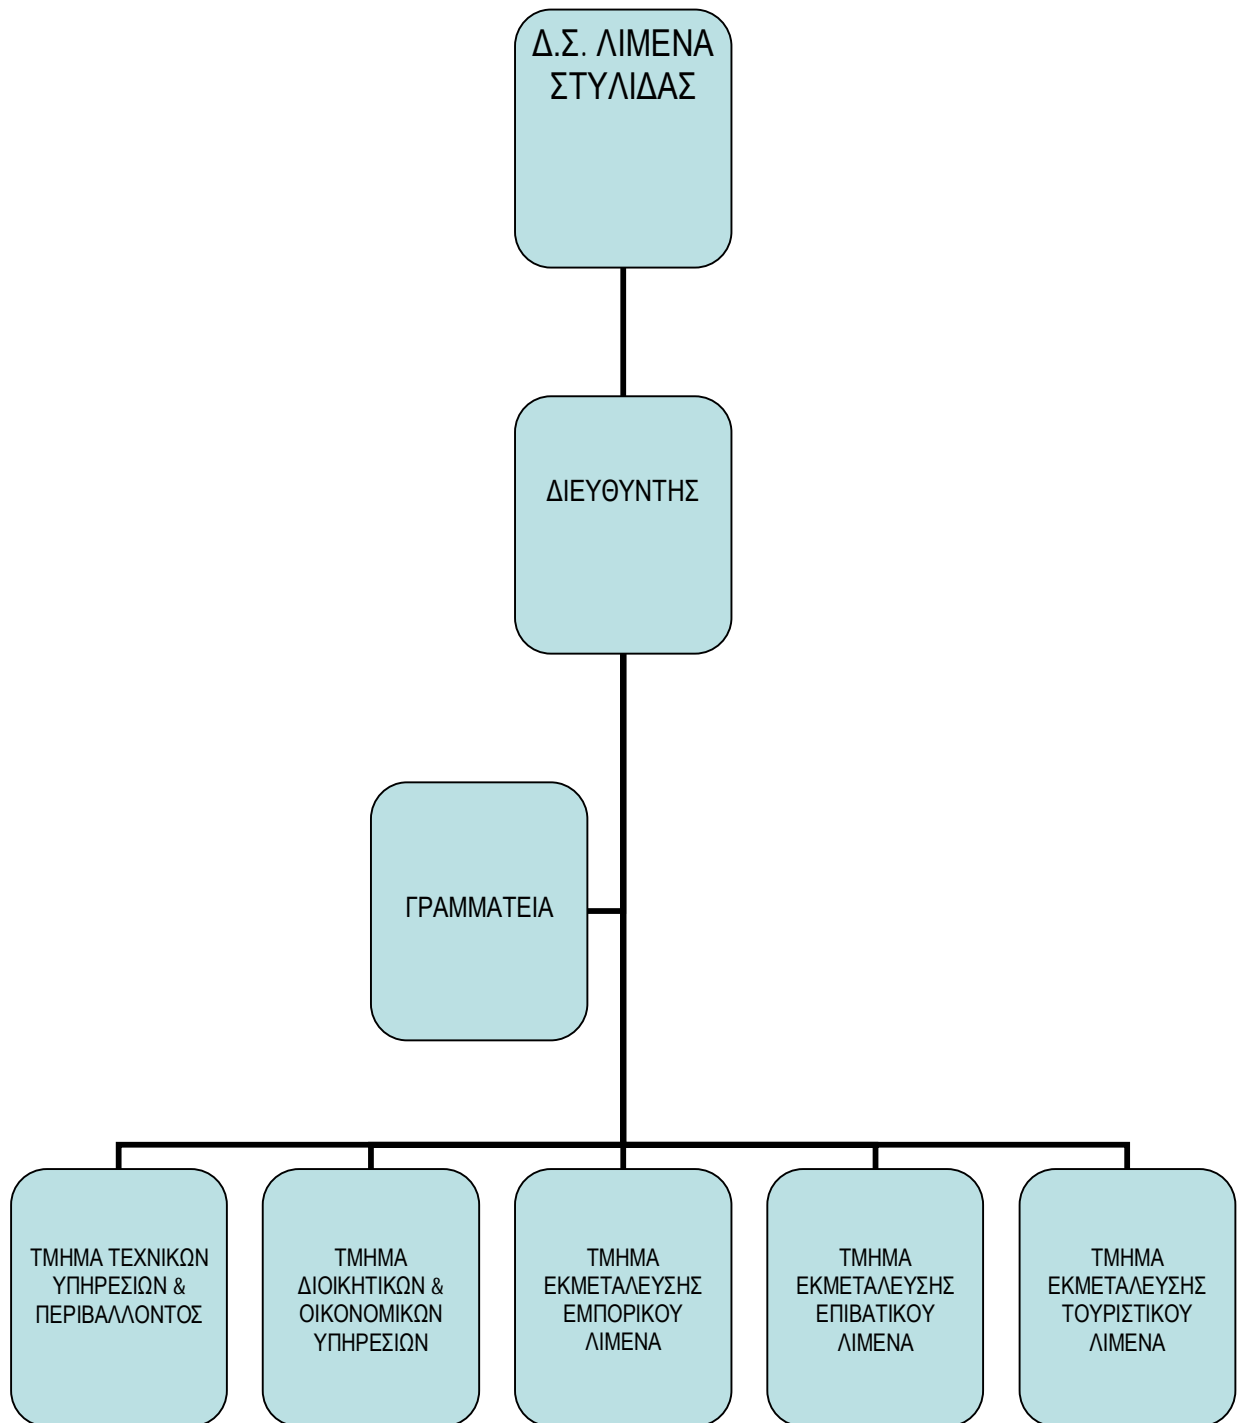 Δ.Σ. ΛΙΜΕΝΑ
ΣΤΥΛΙΔΑΣ
ΔΙΕΥΘΥΝΤΗΣ
ΓΡΑΜΜΑΤΕΙΑ
ΤΜΗΜΑ ΤΕΧΝΙΚΩΝ
ΥΠΗΡΕΣΙΩΝ &
ΠΕΡΙΒΑΛΛΟΝΤΟΣ
ΤΜΗΜΑ
ΔΙΟΙΚΗΤΙΚΩΝ &
ΟΙΚΟΝΟΜΙΚΩΝ
ΥΠΗΡΕΣΙΩΝ
ΤΜΗΜΑ
ΕΚΜΕΤΑΛΕΥΣΗΣ
ΕΜΠΟΡΙΚΟΥ
ΛΙΜΕΝΑ
ΤΜΗΜΑ
ΕΚΜΕΤΑΛΕΥΣΗΣ
ΕΠΙΒΑΤΙΚΟΥ
ΛΙΜΕΝΑ
ΤΜΗΜΑ
ΕΚΜΕΤΑΛΕΥΣΗΣ
ΤΟΥΡΙΣΤΙΚΟΥ
ΛΙΜΕΝΑ